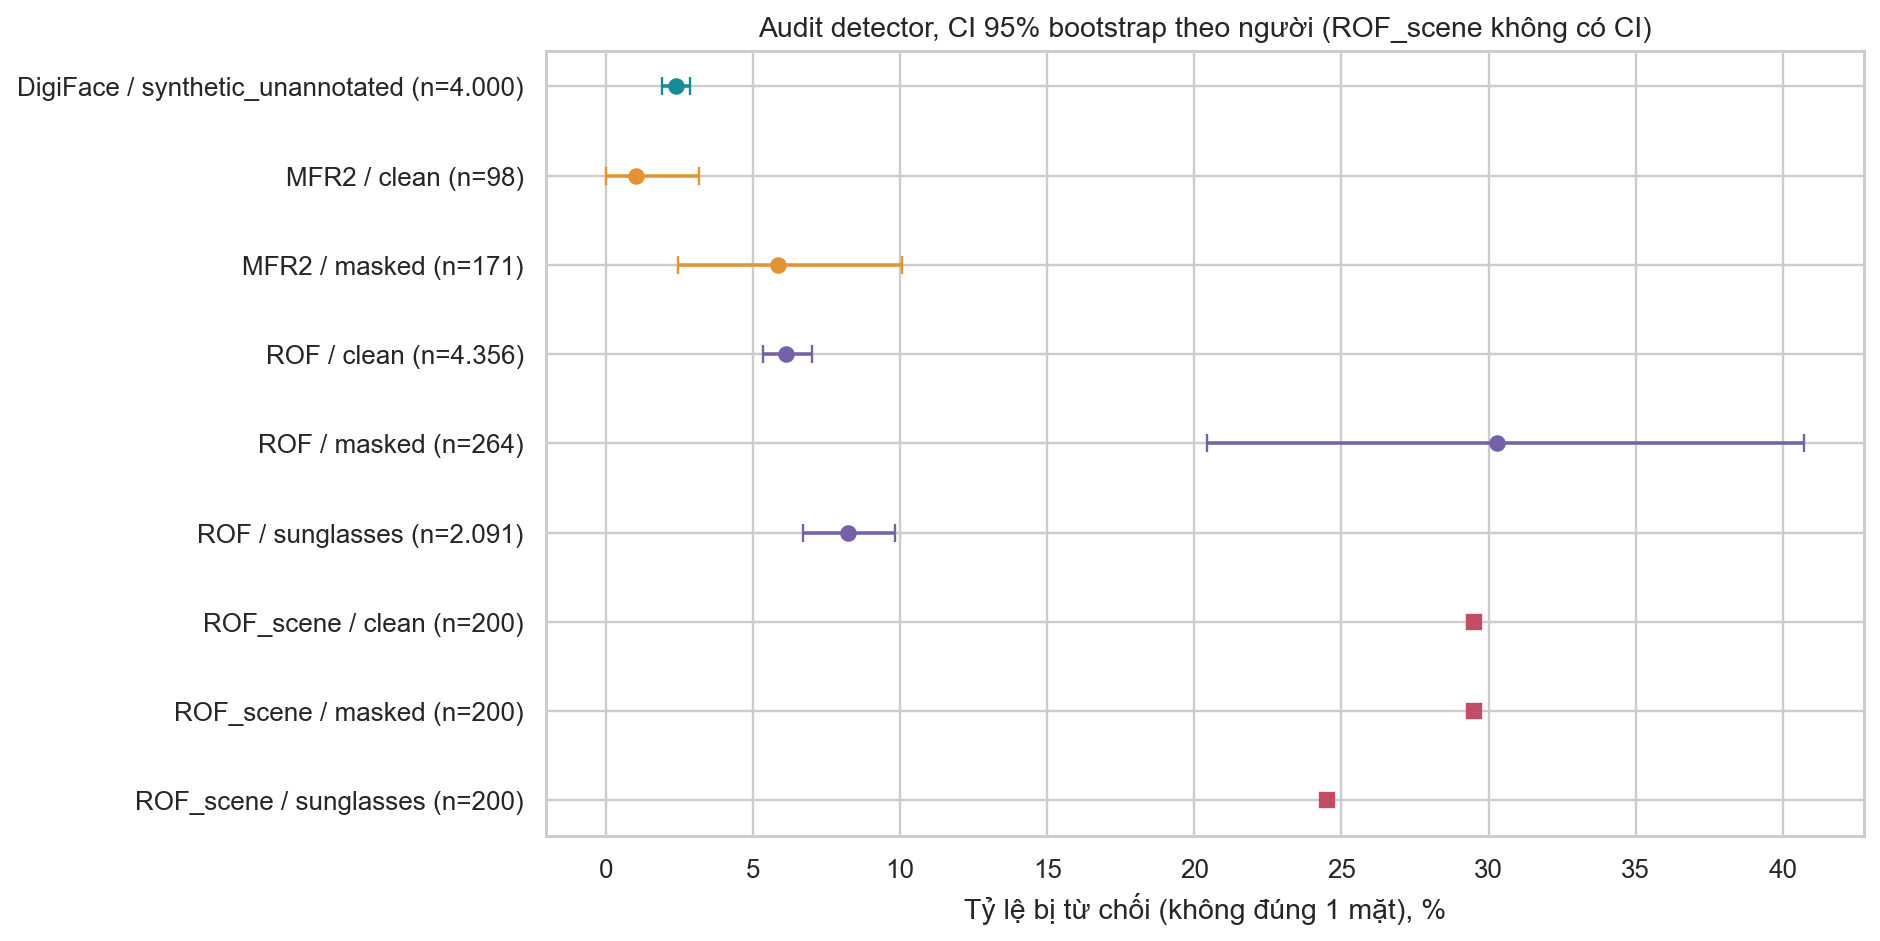 Audit detector, CI 95% bootstrap theo người (ROF_scene không có CI)
DigiFace / synthetic_unannotated (n=4.000)
MFR2 / clean (n=98)
MFR2 / masked (n=171)
ROF / clean (n=4.356)
ROF / masked (n=264)
ROF / sunglasses (n=2.091)
ROF_scene / clean (n=200)
ROF_scene / masked (n=200)
ROF_scene / sunglasses (n=200)
0 5 10 15 20 25 30 35 40
Tỷ lệ bị từ chối (không đúng 1 mặt), %